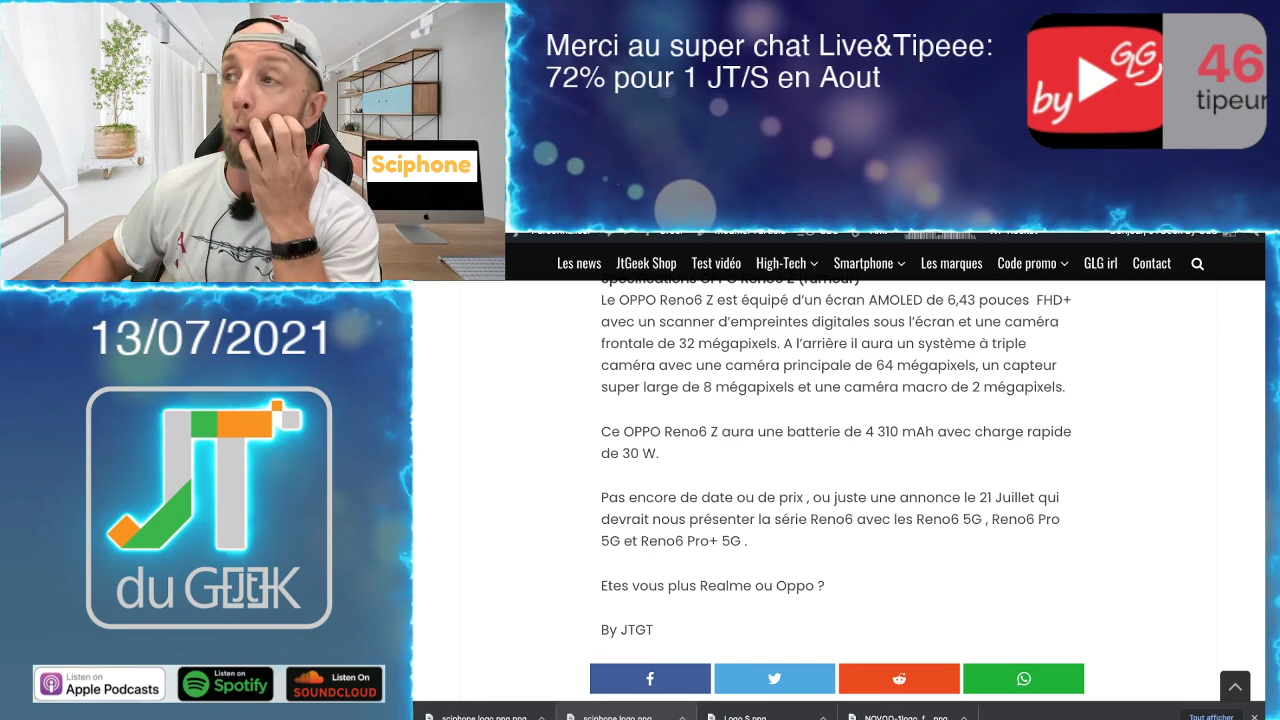 Merci au super chat Live&Tipeee:
72% pour 1 JT/S en Aout
by
GLG
46
tipeur
Sciphone
Les news
JtGeek Shop
Test vidéo
High-Tech
Smartphone
Les marques
Code promo
GLG irl
Contact
13/07/2021
JT
du GEEK
Listen on
Apple Podcasts
Listen on
Spotify
Listen On
SOUNDCLOUD
Le OPPO Reno6 Z est équipé d’un écran AMOLED de 6,43 pouces FHD+
avec un scanner d’empreintes digitales sous l’écran et une caméra
frontale de 32 mégapixels. A l’arrière il aura un système à triple
caméra avec une caméra principale de 64 mégapixels, un capteur
super large de 8 mégapixels et une caméra macro de 2 mégapixels.
Ce OPPO Reno6 Z aura une batterie de 4 310 mAh avec charge rapide
de 30 W.
Pas encore de date ou de prix , ou juste une annonce le 21 Juillet qui
devrait nous présenter la série Reno6 avec les Reno6 5G , Reno6 Pro
5G et Reno6 Pro+ 5G .
Etes vous plus Realme ou Oppo ?
By JTGT
Tout afficher